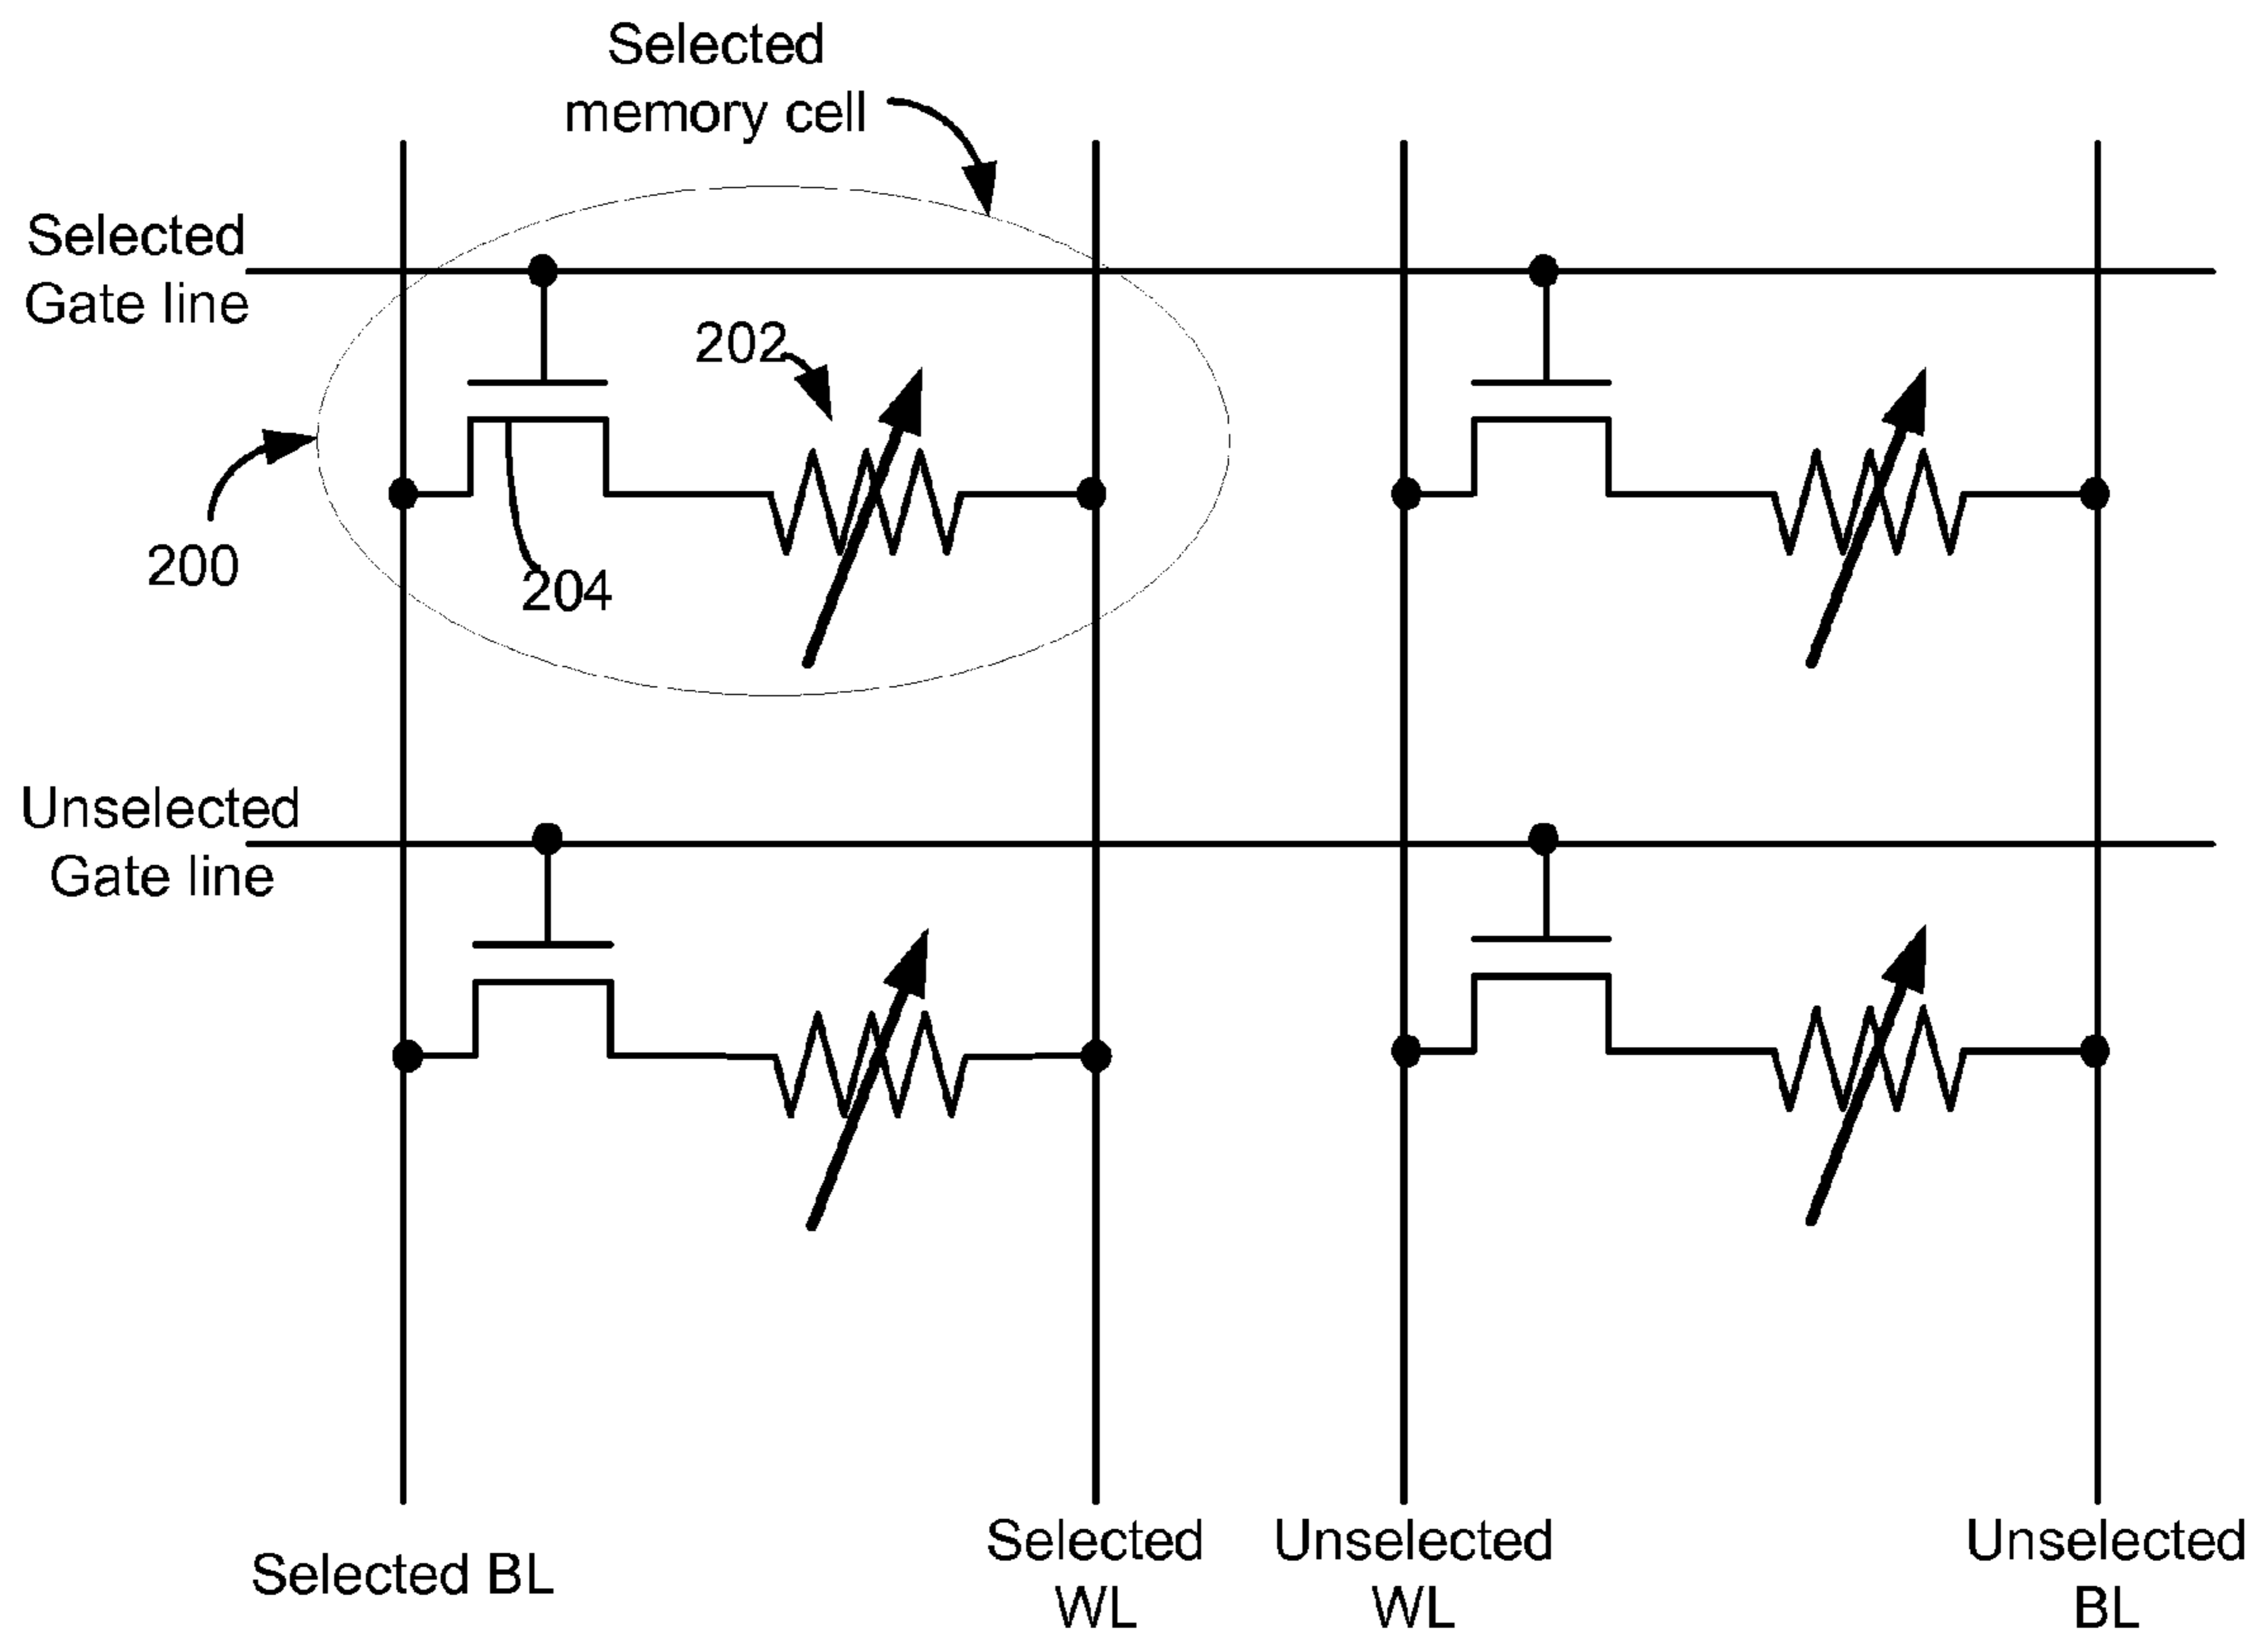 Selected
memory cell
Selected
Gate line
202
200
204
Unselected
Gate line
Selected BL
Selected
WL
Unselected
WL
Unselected
BL